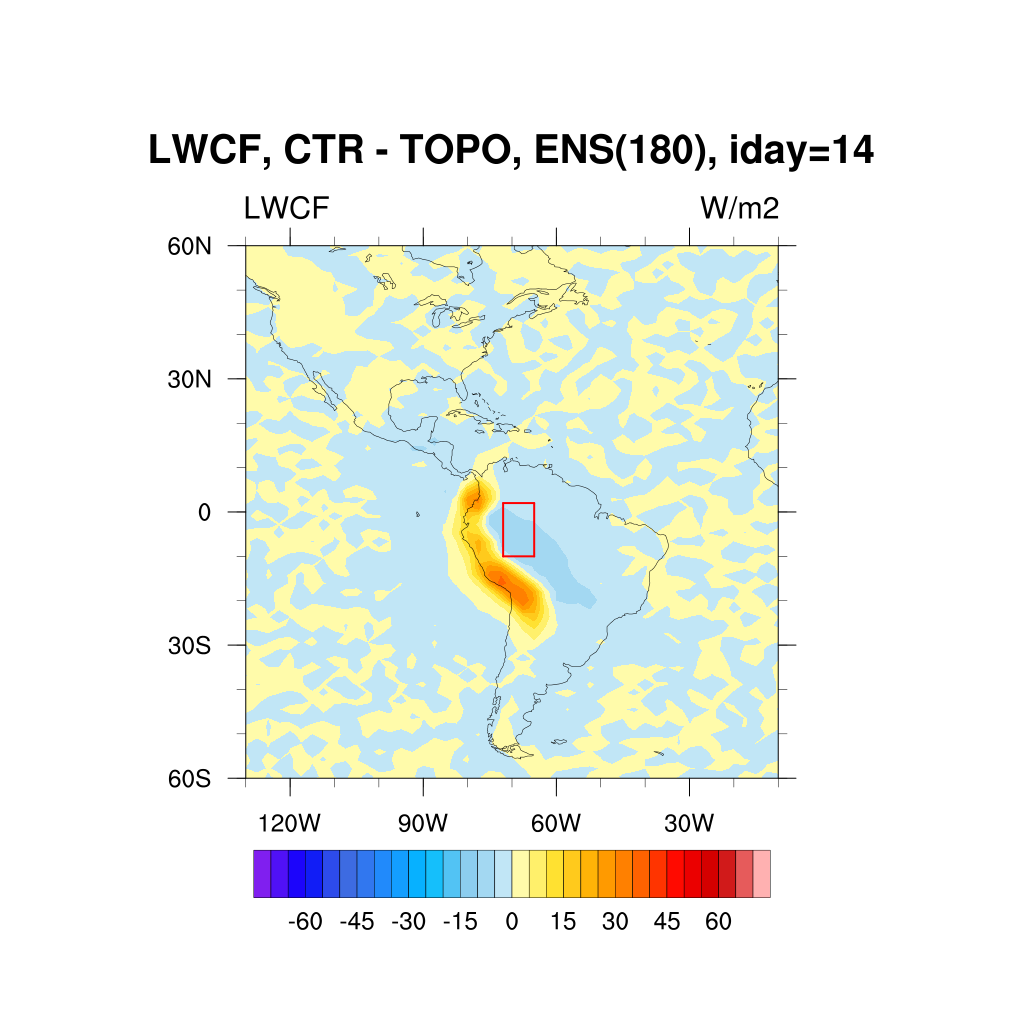 LWCF, CTR - TOPO, ENS(180), iday=14
LWCF W/m2
60N
30N
0
30S
60S
120W 90W 60W 30W
-60 -45 -30 -15 0 15 30 45 60